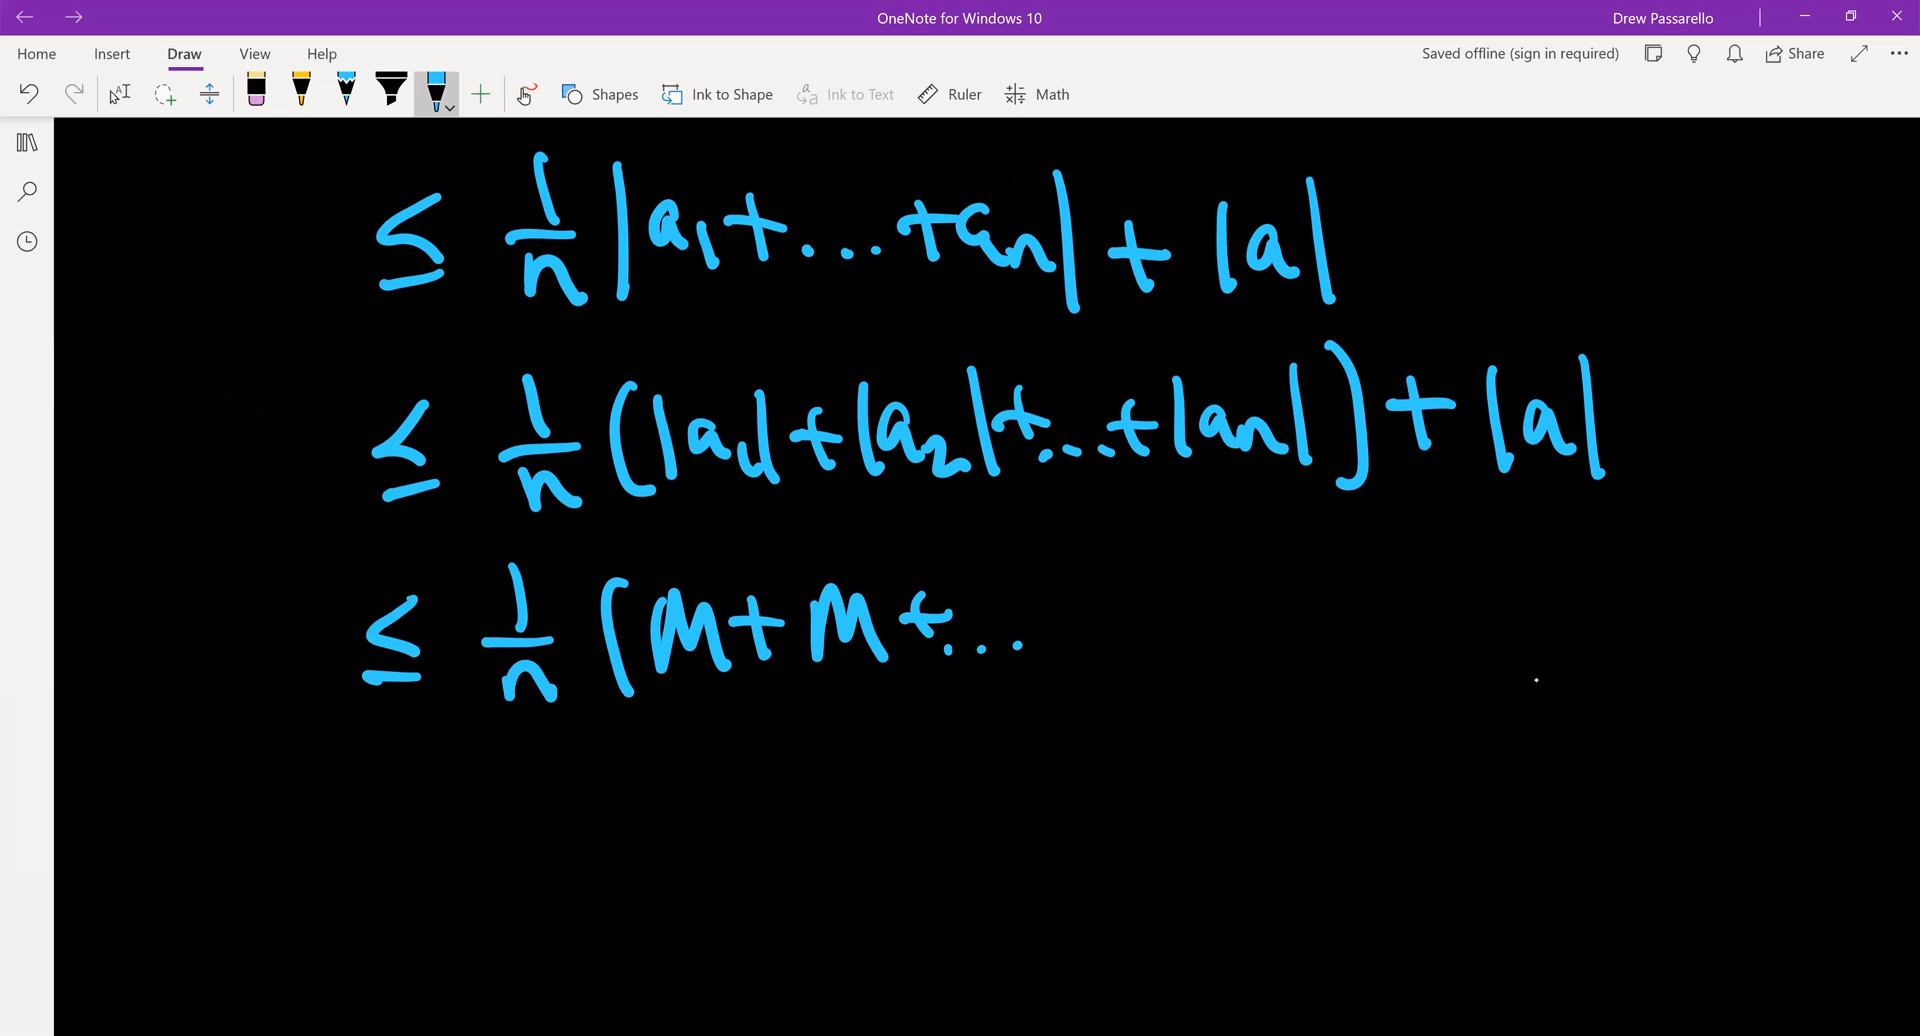 OneNote for Windows 10
Drew Passarello
Home Insert Draw View Help
Saved offline (sign in required) Share
Shapes Ink to Shape Ink to Text Ruler Math
≤ 1/n |a₁ + ... + aₙ| + |a|
≤ 1/n (|a₁| + |a₂| + ... + |aₙ|) + |a|
≤ 1/n (M + M + ...